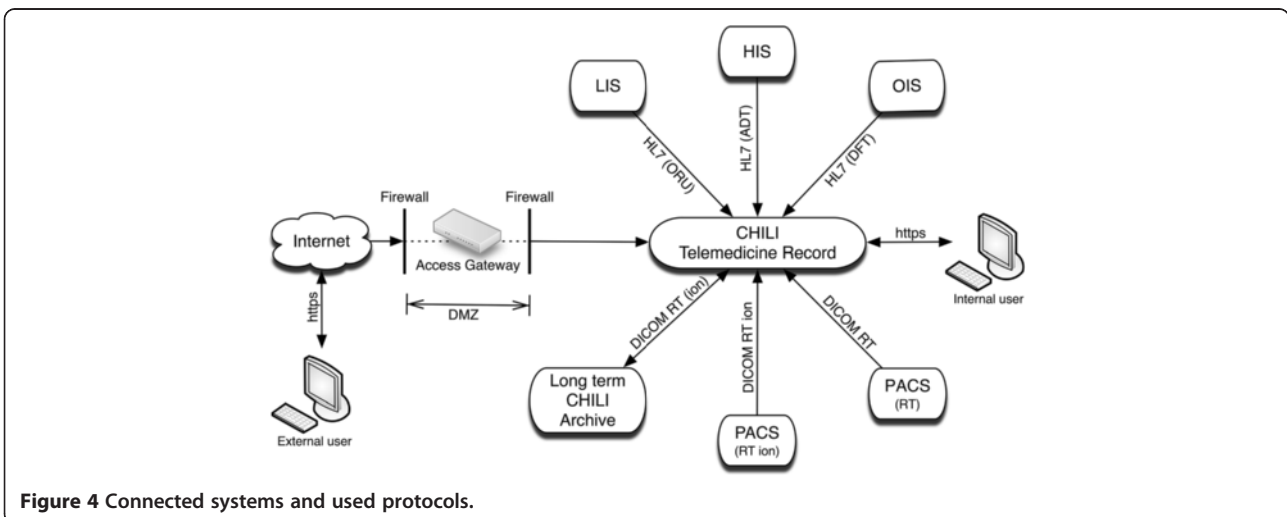 HIS
LIS
OIS
HL7 (ORU)
HL7 (ADT)
HL7 (DFT)
Firewall
Firewall
Internet
Access Gateway
DMZ
https
External user
CHILI
Telemedicine Record
https
Internal user
DICOM RT (ion)
DICOM RT ion
DICOM RT
Long term
CHILI
Archive
PACS
(RT ion)
PACS
(RT)
Figure 4 Connected systems and used protocols.